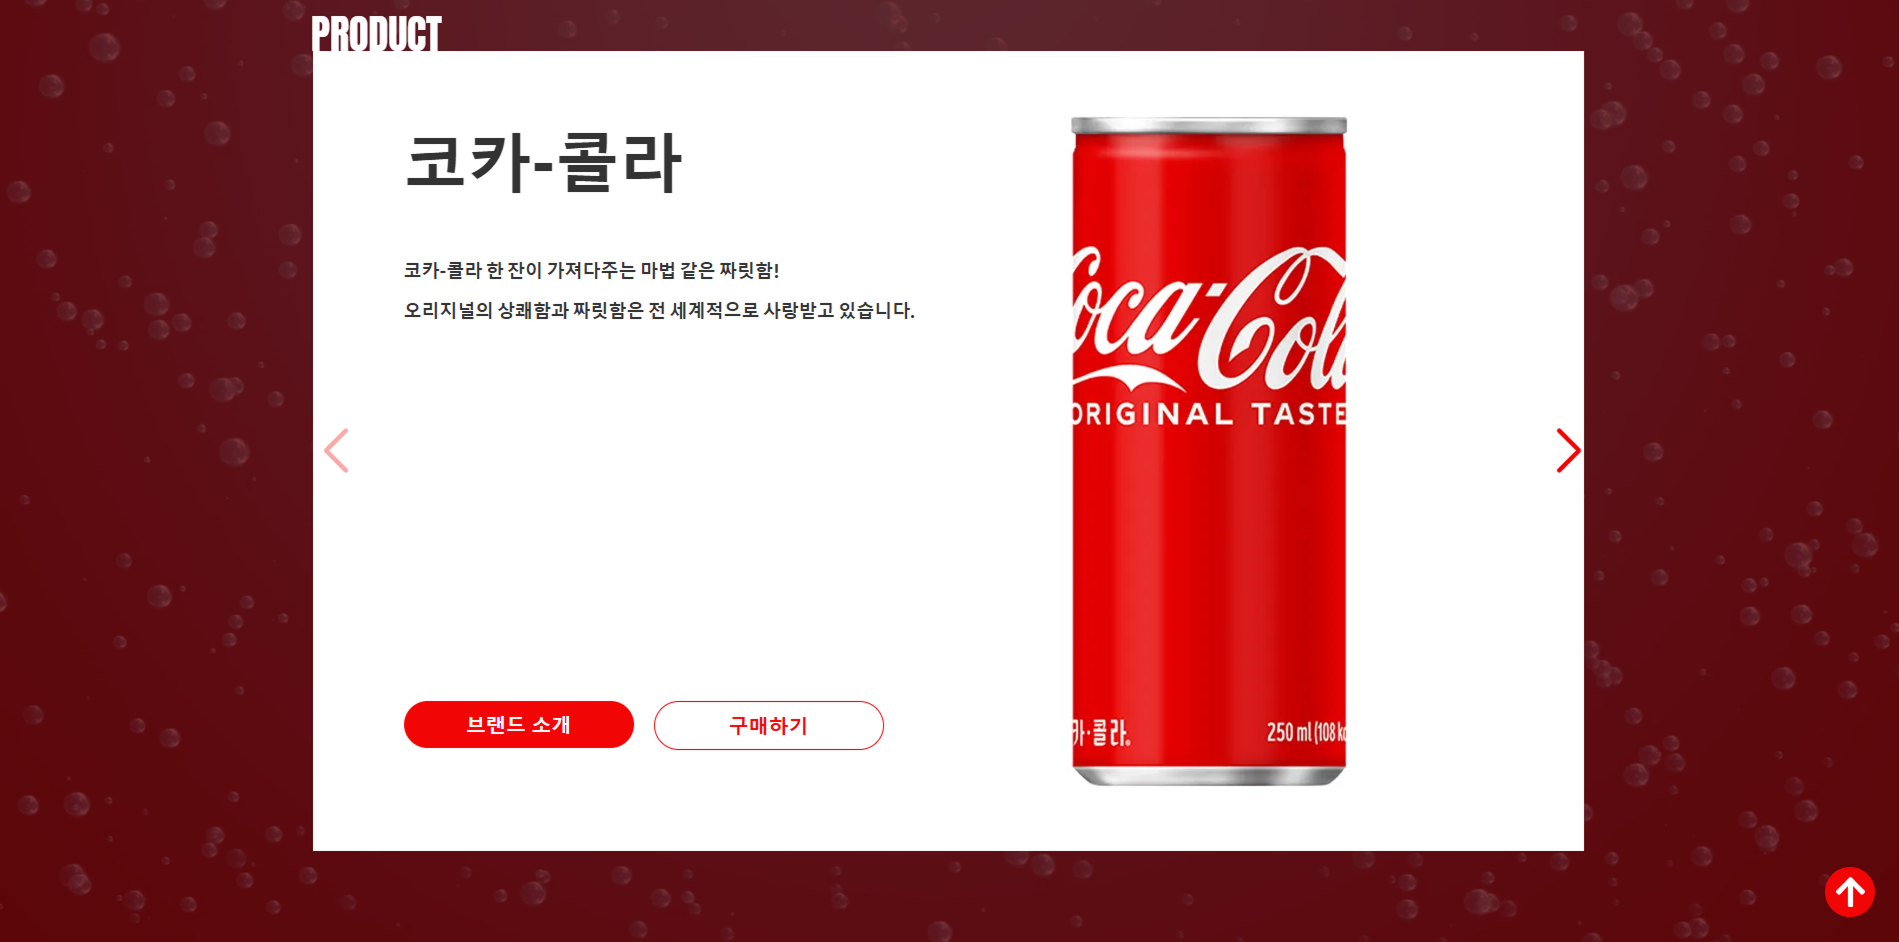 PRODUCT
코카-콜라
코카-콜라 한 잔이 가져다주는 마법 같은 짜릿함!
오리지널의 상쾌함과 짜릿함은 전 세계적으로 사랑받고 있습니다.
브랜드 소개
구매하기
Coca-Cola
ORIGINAL TASTE
카·콜라.
250 ml (108 kc